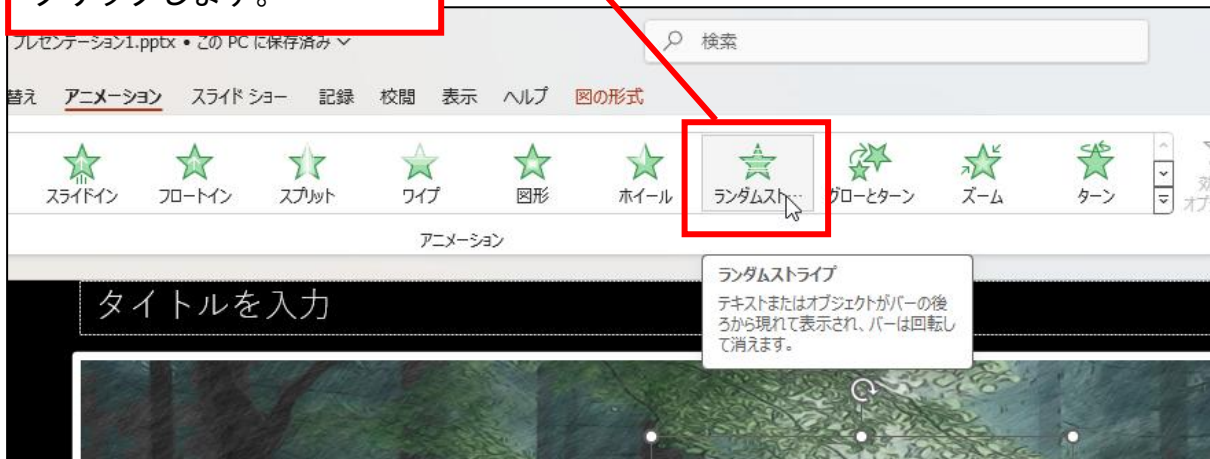 クリックします。
プレゼンテーション1.pptx • この PC に保存済み
検索
替え アニメーション スライド ショー 記録 校閲 表示 ヘルプ 図の形式
スライドイン フロートイン スプリット ワイプ 図形 ホイール ランダムスト… グローとターン ズーム ターン
アニメーション
ランダムストライプ
テキストまたはオブジェクトがバーの後
ろから現れて表示され、バーは回転し
て消えます。
タイトルを入力